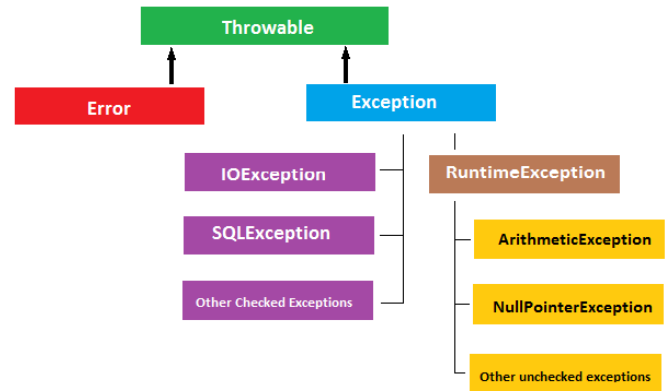 Throwable
Error
Exception
IOException
RuntimeException
SQLException
ArithmeticException
Other Checked Exceptions
NullPointerException
Other unchecked exceptions